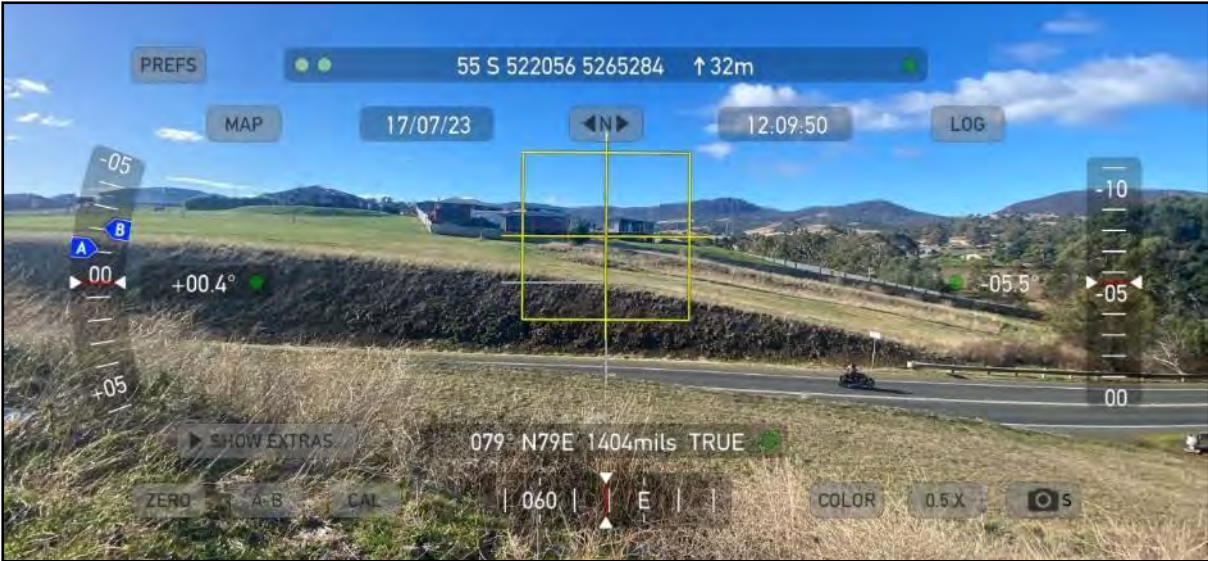 PREFS
55 S 522056 5265284 ↑ 32m
MAP
17/07/23
◀N▶
12:09:50
LOG
-05
B
A
00
+05
+00.4°
-05.5°
-10
-05
00
▶ SHOW EXTRAS
079° N79E 1404mils TRUE
ZERO
A-B
CAL
060
E
COLOR
0.5 X
S